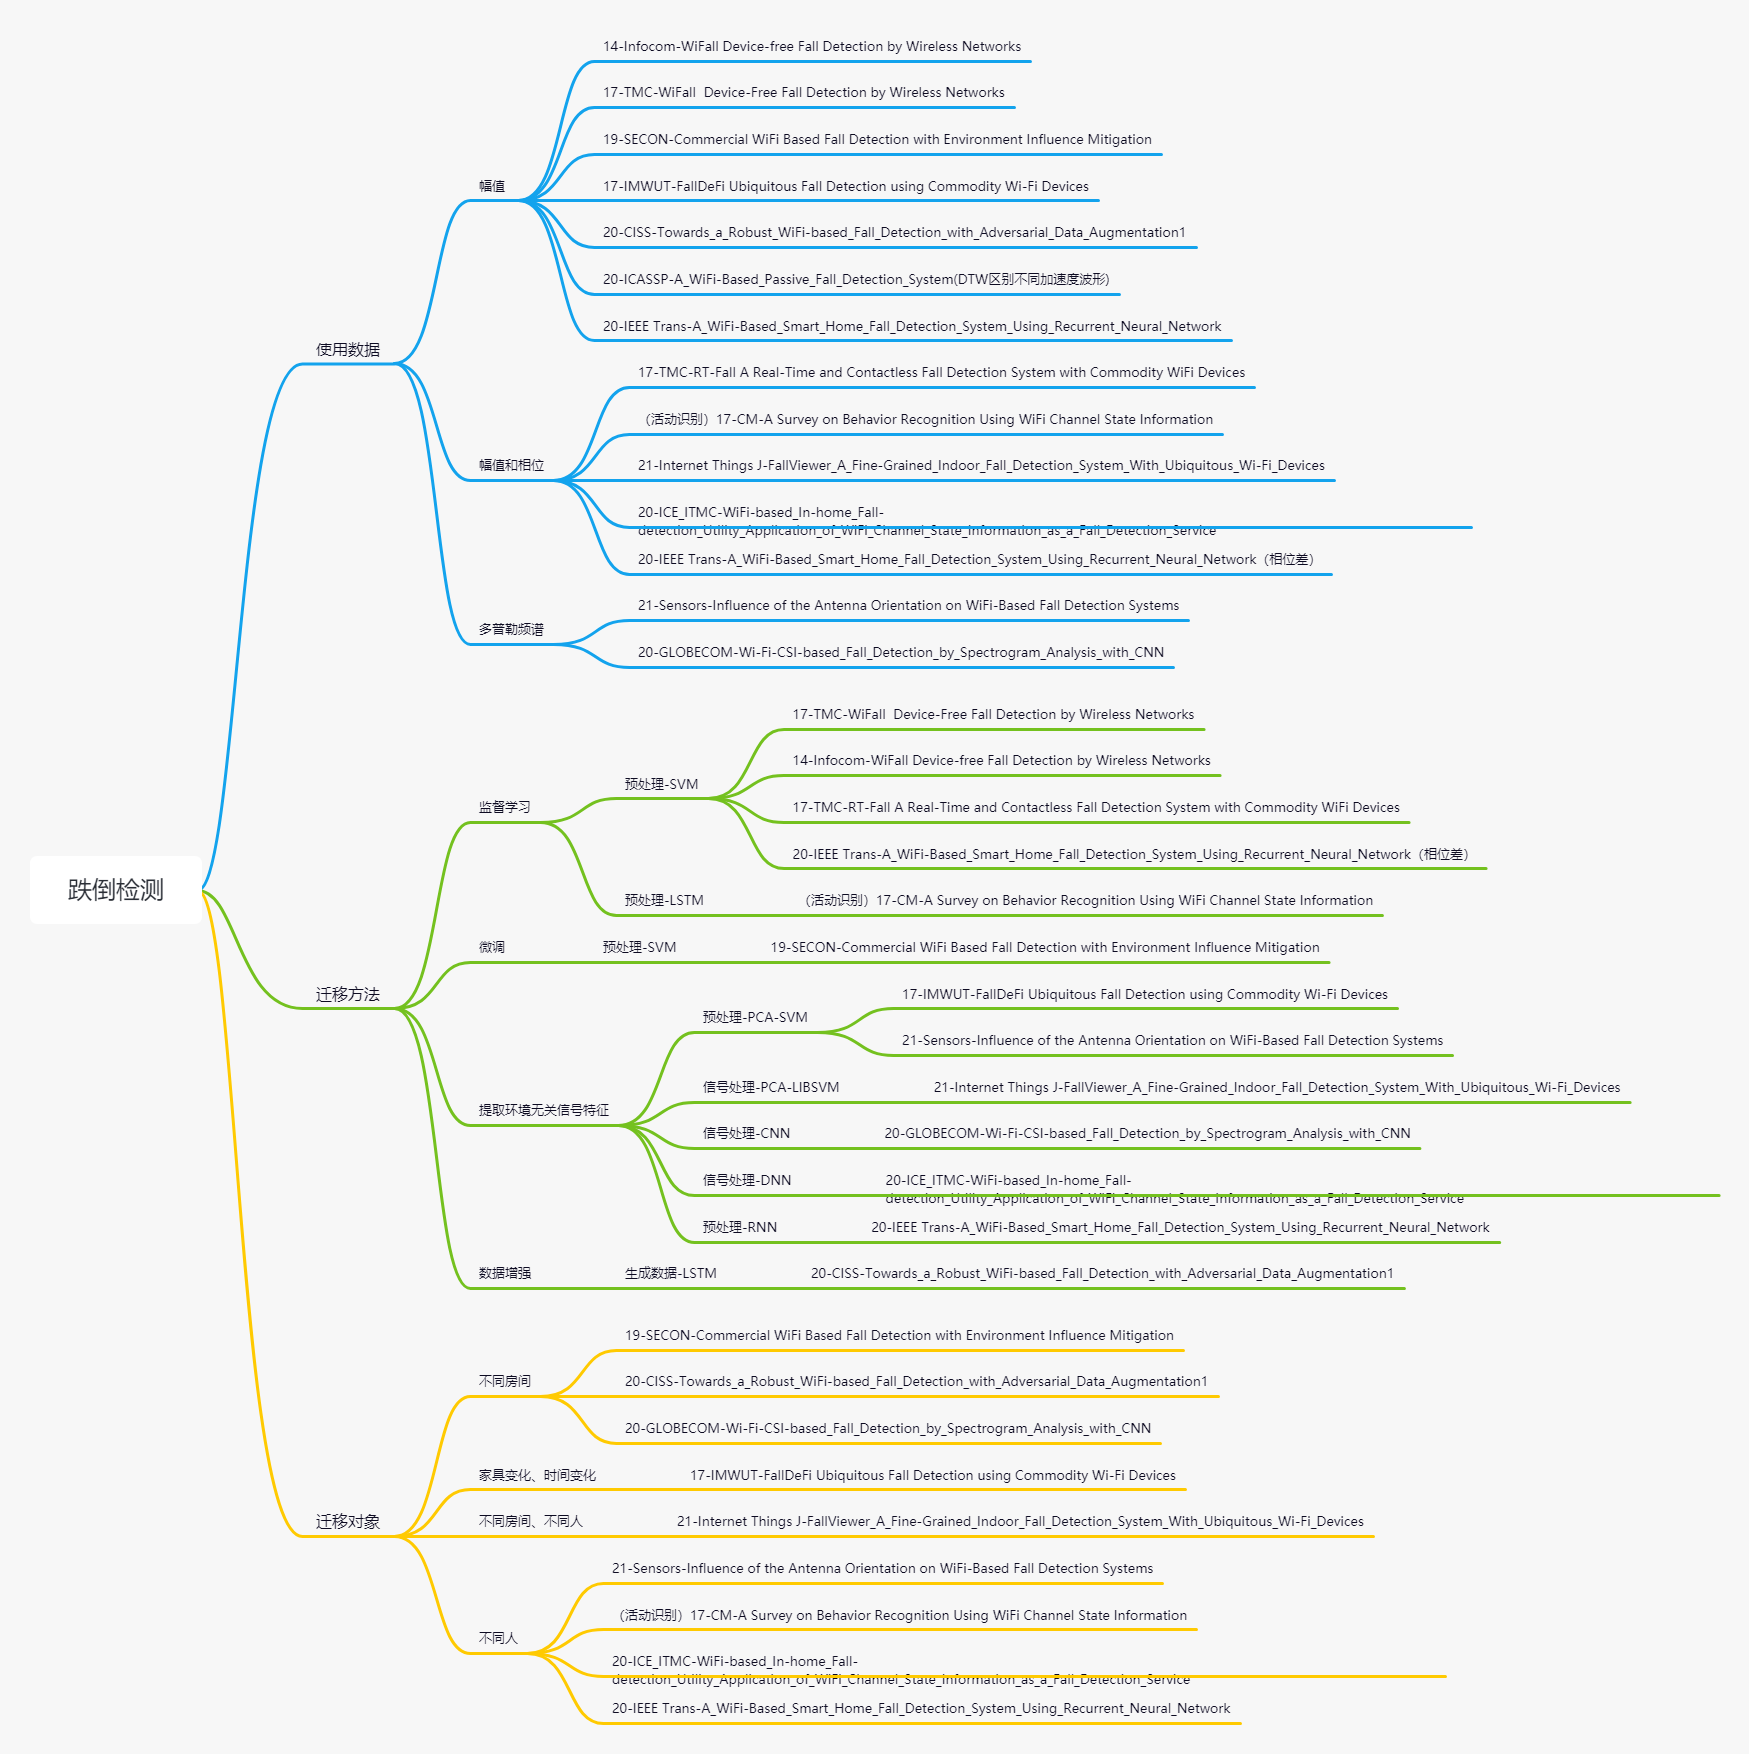 跌倒检测
使用数据
幅值
14-Infocom-WiFall Device-free Fall Detection by Wireless Networks
17-TMC-WiFall  Device-Free Fall Detection by Wireless Networks
19-SECON-Commercial WiFi Based Fall Detection with Environment Influence Mitigation
17-IMWUT-FallDeFi Ubiquitous Fall Detection using Commodity Wi-Fi Devices
20-CISS-Towards_a_Robust_WiFi-based_Fall_Detection_with_Adversarial_Data_Augmentation1
20-ICASSP-A_WiFi-Based_Passive_Fall_Detection_System(DTW区别不同加速度波形)
20-IEEE Trans-A_WiFi-Based_Smart_Home_Fall_Detection_System_Using_Recurrent_Neural_Network
幅值和相位
17-TMC-RT-Fall A Real-Time and Contactless Fall Detection System with Commodity WiFi Devices
（活动识别）17-CM-A Survey on Behavior Recognition Using WiFi Channel State Information
21-Internet Things J-FallViewer_A_Fine-Grained_Indoor_Fall_Detection_System_With_Ubiquitous_Wi-Fi_Devices
20-ICE_ITMC-WiFi-based_In-home_Fall-
detection_Utility_Application_of_WiFi_Channel_State_Information_as_a_Fall_Detection_Service
20-IEEE Trans-A_WiFi-Based_Smart_Home_Fall_Detection_System_Using_Recurrent_Neural_Network（相位差）
多普勒频谱
21-Sensors-Influence of the Antenna Orientation on WiFi-Based Fall Detection Systems
20-GLOBECOM-Wi-Fi-CSI-based_Fall_Detection_by_Spectrogram_Analysis_with_CNN
迁移方法
监督学习
预处理-SVM
17-TMC-WiFall  Device-Free Fall Detection by Wireless Networks
14-Infocom-WiFall Device-free Fall Detection by Wireless Networks
17-TMC-RT-Fall A Real-Time and Contactless Fall Detection System with Commodity WiFi Devices
20-IEEE Trans-A_WiFi-Based_Smart_Home_Fall_Detection_System_Using_Recurrent_Neural_Network（相位差）
预处理-LSTM
（活动识别）17-CM-A Survey on Behavior Recognition Using WiFi Channel State Information
微调
预处理-SVM
19-SECON-Commercial WiFi Based Fall Detection with Environment Influence Mitigation
提取环境无关信号特征
预处理-PCA-SVM
17-IMWUT-FallDeFi Ubiquitous Fall Detection using Commodity Wi-Fi Devices
21-Sensors-Influence of the Antenna Orientation on WiFi-Based Fall Detection Systems
信号处理-PCA-LIBSVM
21-Internet Things J-FallViewer_A_Fine-Grained_Indoor_Fall_Detection_System_With_Ubiquitous_Wi-Fi_Devices
信号处理-CNN
20-GLOBECOM-Wi-Fi-CSI-based_Fall_Detection_by_Spectrogram_Analysis_with_CNN
信号处理-DNN
20-ICE_ITMC-WiFi-based_In-home_Fall-
detection_Utility_Application_of_WiFi_Channel_State_Information_as_a_Fall_Detection_Service
预处理-RNN
20-IEEE Trans-A_WiFi-Based_Smart_Home_Fall_Detection_System_Using_Recurrent_Neural_Network
数据增强
生成数据-LSTM
20-CISS-Towards_a_Robust_WiFi-based_Fall_Detection_with_Adversarial_Data_Augmentation1
迁移对象
不同房间
19-SECON-Commercial WiFi Based Fall Detection with Environment Influence Mitigation
20-CISS-Towards_a_Robust_WiFi-based_Fall_Detection_with_Adversarial_Data_Augmentation1
20-GLOBECOM-Wi-Fi-CSI-based_Fall_Detection_by_Spectrogram_Analysis_with_CNN
家具变化、时间变化
17-IMWUT-FallDeFi Ubiquitous Fall Detection using Commodity Wi-Fi Devices
不同房间、不同人
21-Internet Things J-FallViewer_A_Fine-Grained_Indoor_Fall_Detection_System_With_Ubiquitous_Wi-Fi_Devices
不同人
21-Sensors-Influence of the Antenna Orientation on WiFi-Based Fall Detection Systems
（活动识别）17-CM-A Survey on Behavior Recognition Using WiFi Channel State Information
20-ICE_ITMC-WiFi-based_In-home_Fall-
detection_Utility_Application_of_WiFi_Channel_State_Information_as_a_Fall_Detection_Service
20-IEEE Trans-A_WiFi-Based_Smart_Home_Fall_Detection_System_Using_Recurrent_Neural_Network